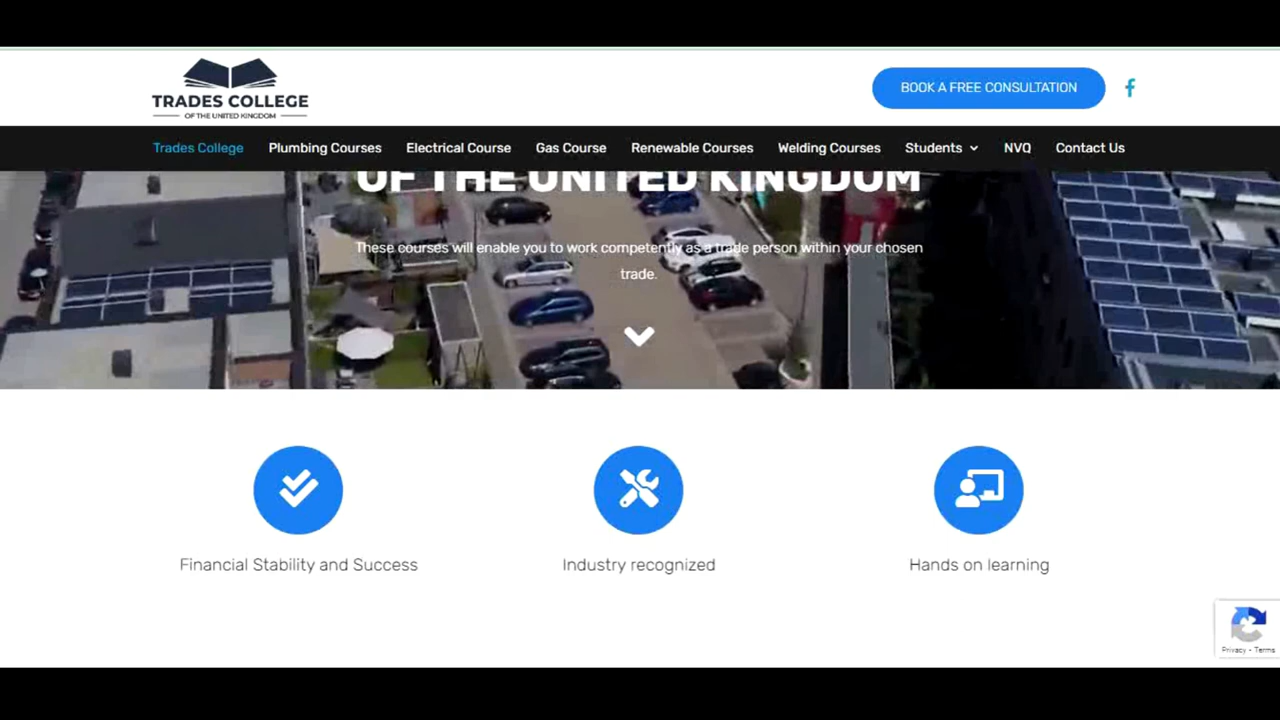 TRADES COLLEGE
OF THE UNITED KINGDOM
BOOK A FREE CONSULTATION
Trades College
Plumbing Courses
Electrical Course
Gas Course
Renewable Courses
Welding Courses
Students
NVQ
Contact Us
OF THE UNITED KINGDOM
These courses will enable you to work competently as a trade person within your chosen
trade.
Financial Stability and Success
Industry recognized
Hands on learning
Privacy - Terms